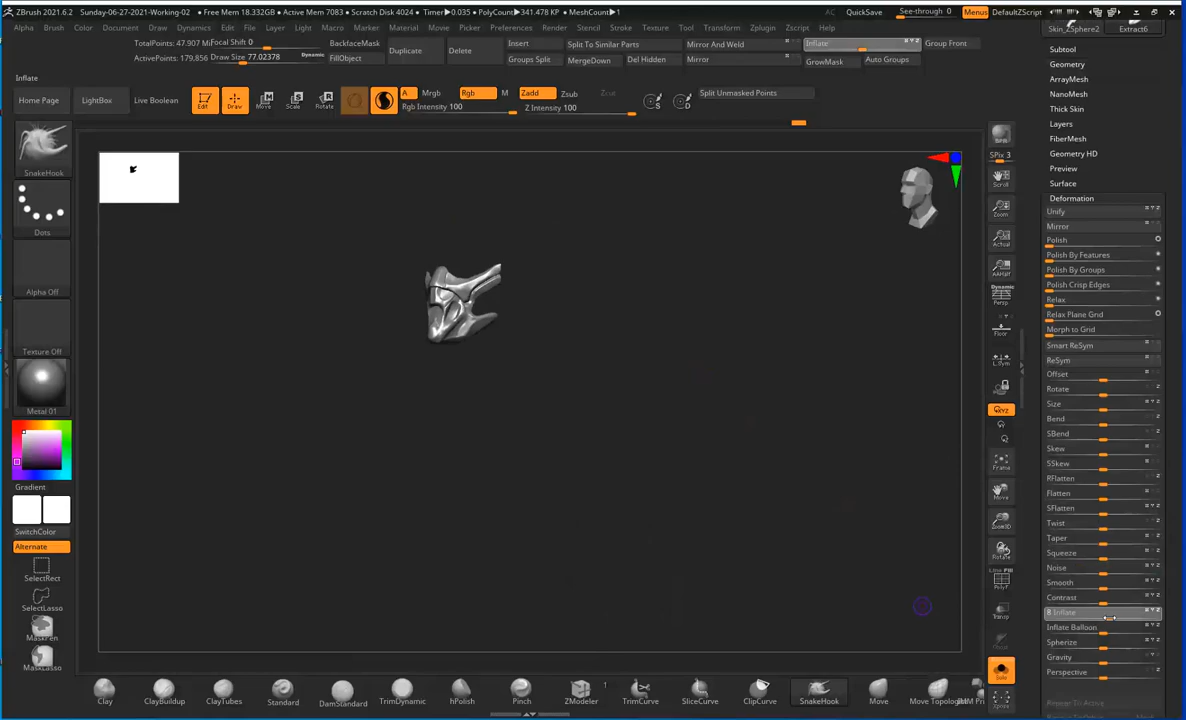 ZBrush 2021.6.2 Sunday-06-27-2021-Working-02 • Free Mem 18.332GB • Active Mem 7083 • Scratch Disk 4024 • Timer▶0.035 • PolyCount▶341.478 KP • MeshCount▶1
AC QuickSave See-through 0 Menus DefaultZScript
Alpha Brush Color Document Draw Dynamics Edit File Layer Light Macro Marker Material Movie Picker Preferences Render Stencil Stroke Texture Tool Transform Zplugin Zscript Help
Skin_ZSphere2 Extract6
TotalPoints: 47.907 Mi Focal Shift 0 BackfaceMask Duplicate Delete Insert Split To Similar Parts Mirror And Weld Inflate Group Front
ActivePoints: 179,856 Draw Size 77.02378 Dynamic FillObject Groups Split MergeDown Del Hidden Mirror GrowMask Auto Groups
Inflate
Home Page LightBox Live Boolean Edit Draw Move Scale Rotate A Mrgb Rgb M Zadd Zsub Zcut Split Unmasked Points
Rgb Intensity 100 Z Intensity 100 S D
SnakeHook
Dots
Alpha Off
Texture Off
Metal 01
Gradient
SwitchColor
Alternate
SelectRect
SelectLasso
MaskPen
MaskLasso
BPR
SPix 3
Scroll
Zoom
Actual
AAHalf
Dynamic
Persp
Floor
L.Sym
XYZ
Frame
Move
Zoom3D
Rotate
Line Fill
PolyF
Transp
Solo
Xpose
Subtool
Geometry
ArrayMesh
NanoMesh
Thick Skin
Layers
FiberMesh
Geometry HD
Preview
Surface
Deformation
Unify
Mirror
Polish
Polish By Features
Polish By Groups
Polish Crisp Edges
Relax
Relax Plane Grid
Morph to Grid
Smart ReSym
ReSym
Offset
Rotate
Size
Bend
SBend
Skew
SSkew
RFlatten
Flatten
SFlatten
Twist
Taper
Squeeze
Noise
Smooth
Contrast
8 Inflate
Inflate Balloon
Spherize
Gravity
Perspective
Repeat To Active
Clay ClayBuildup ClayTubes Standard DamStandard TrimDynamic hPolish Pinch ZModeler 1 TrimCurve SliceCurve ClipCurve SnakeHook Move Move Topological